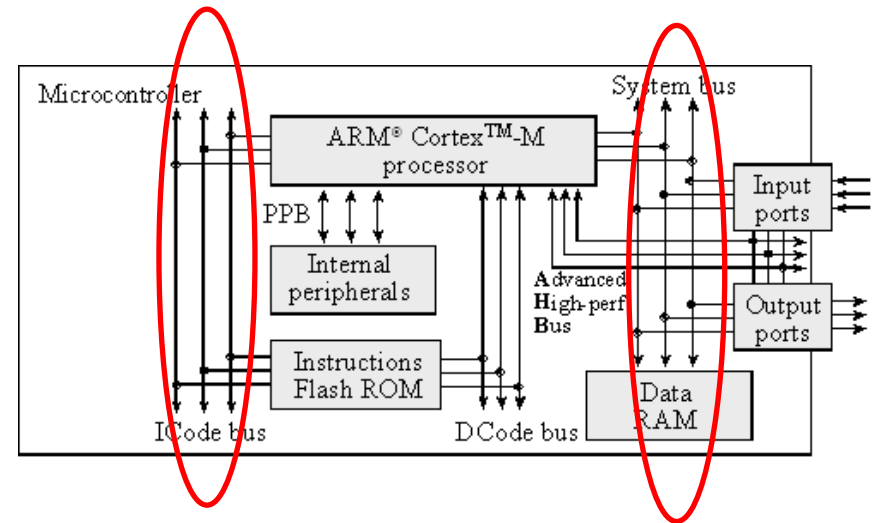 Microcontroller
System bus
ARM® Cortex™-M
processor
Input
ports
PPB
Internal
peripherals
Advanced
High-perf
Bus
Output
ports
Instructions
Flash ROM
Data
RAM
ICode bus
DCode bus